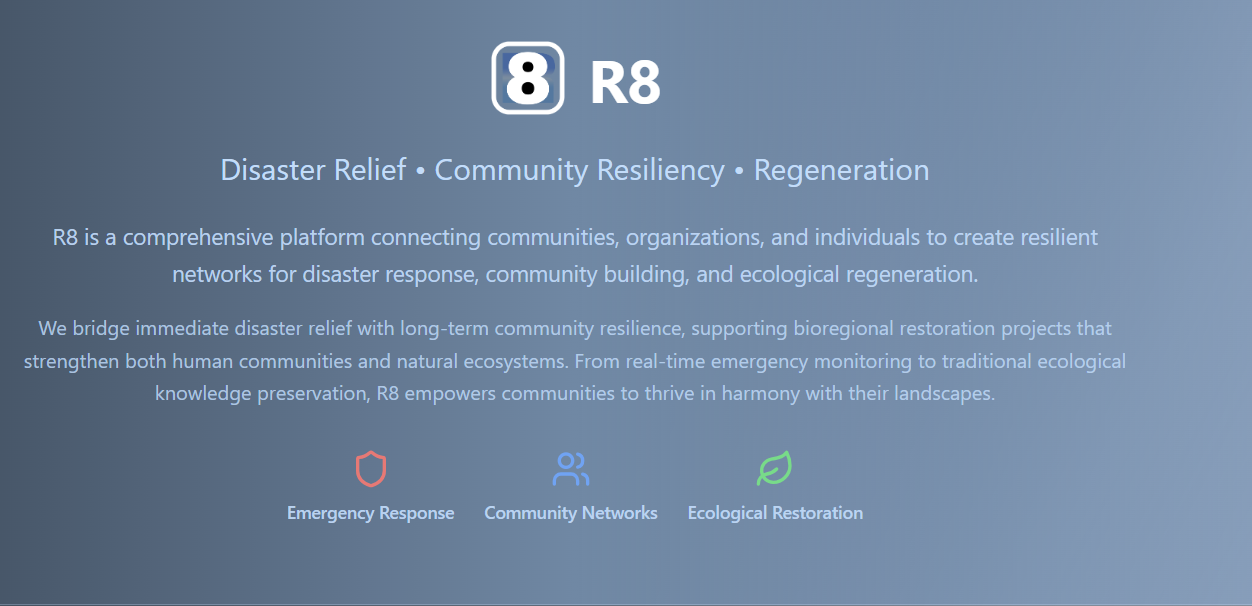 8 R8
Disaster Relief • Community Resiliency • Regeneration
R8 is a comprehensive platform connecting communities, organizations, and individuals to create resilient
networks for disaster response, community building, and ecological regeneration.
We bridge immediate disaster relief with long-term community resilience, supporting bioregional restoration projects that
strengthen both human communities and natural ecosystems. From real-time emergency monitoring to traditional ecological
knowledge preservation, R8 empowers communities to thrive in harmony with their landscapes.
Emergency Response Community Networks Ecological Restoration